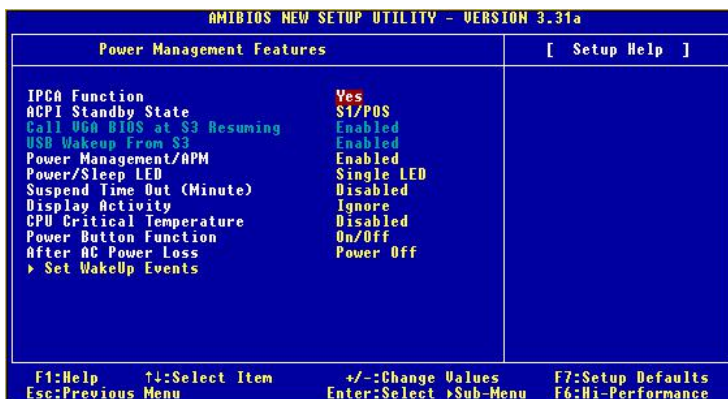 AMIBIOS NEW SETUP UTILITY - VERSION 3.31a
Power Management Features
[ Setup Help ]
IPCA Function Yes
ACPI Standby State S1/POS
Call VGA BIOS at S3 Resuming Enabled
USB Wakeup From S3 Enabled
Power Management/APM Enabled
Power/Sleep LED Single LED
Suspend Time Out (Minute) Disabled
Display Activity Ignore
CPU Critical Temperature Disabled
Power Button Function On/Off
After AC Power Loss Power Off
▸ Set WakeUp Events
F1:Help ↑↓:Select Item +/-:Change Values F7:Setup Defaults
Esc:Previous Menu Enter:Select ▸Sub-Menu F6:Hi-Performance